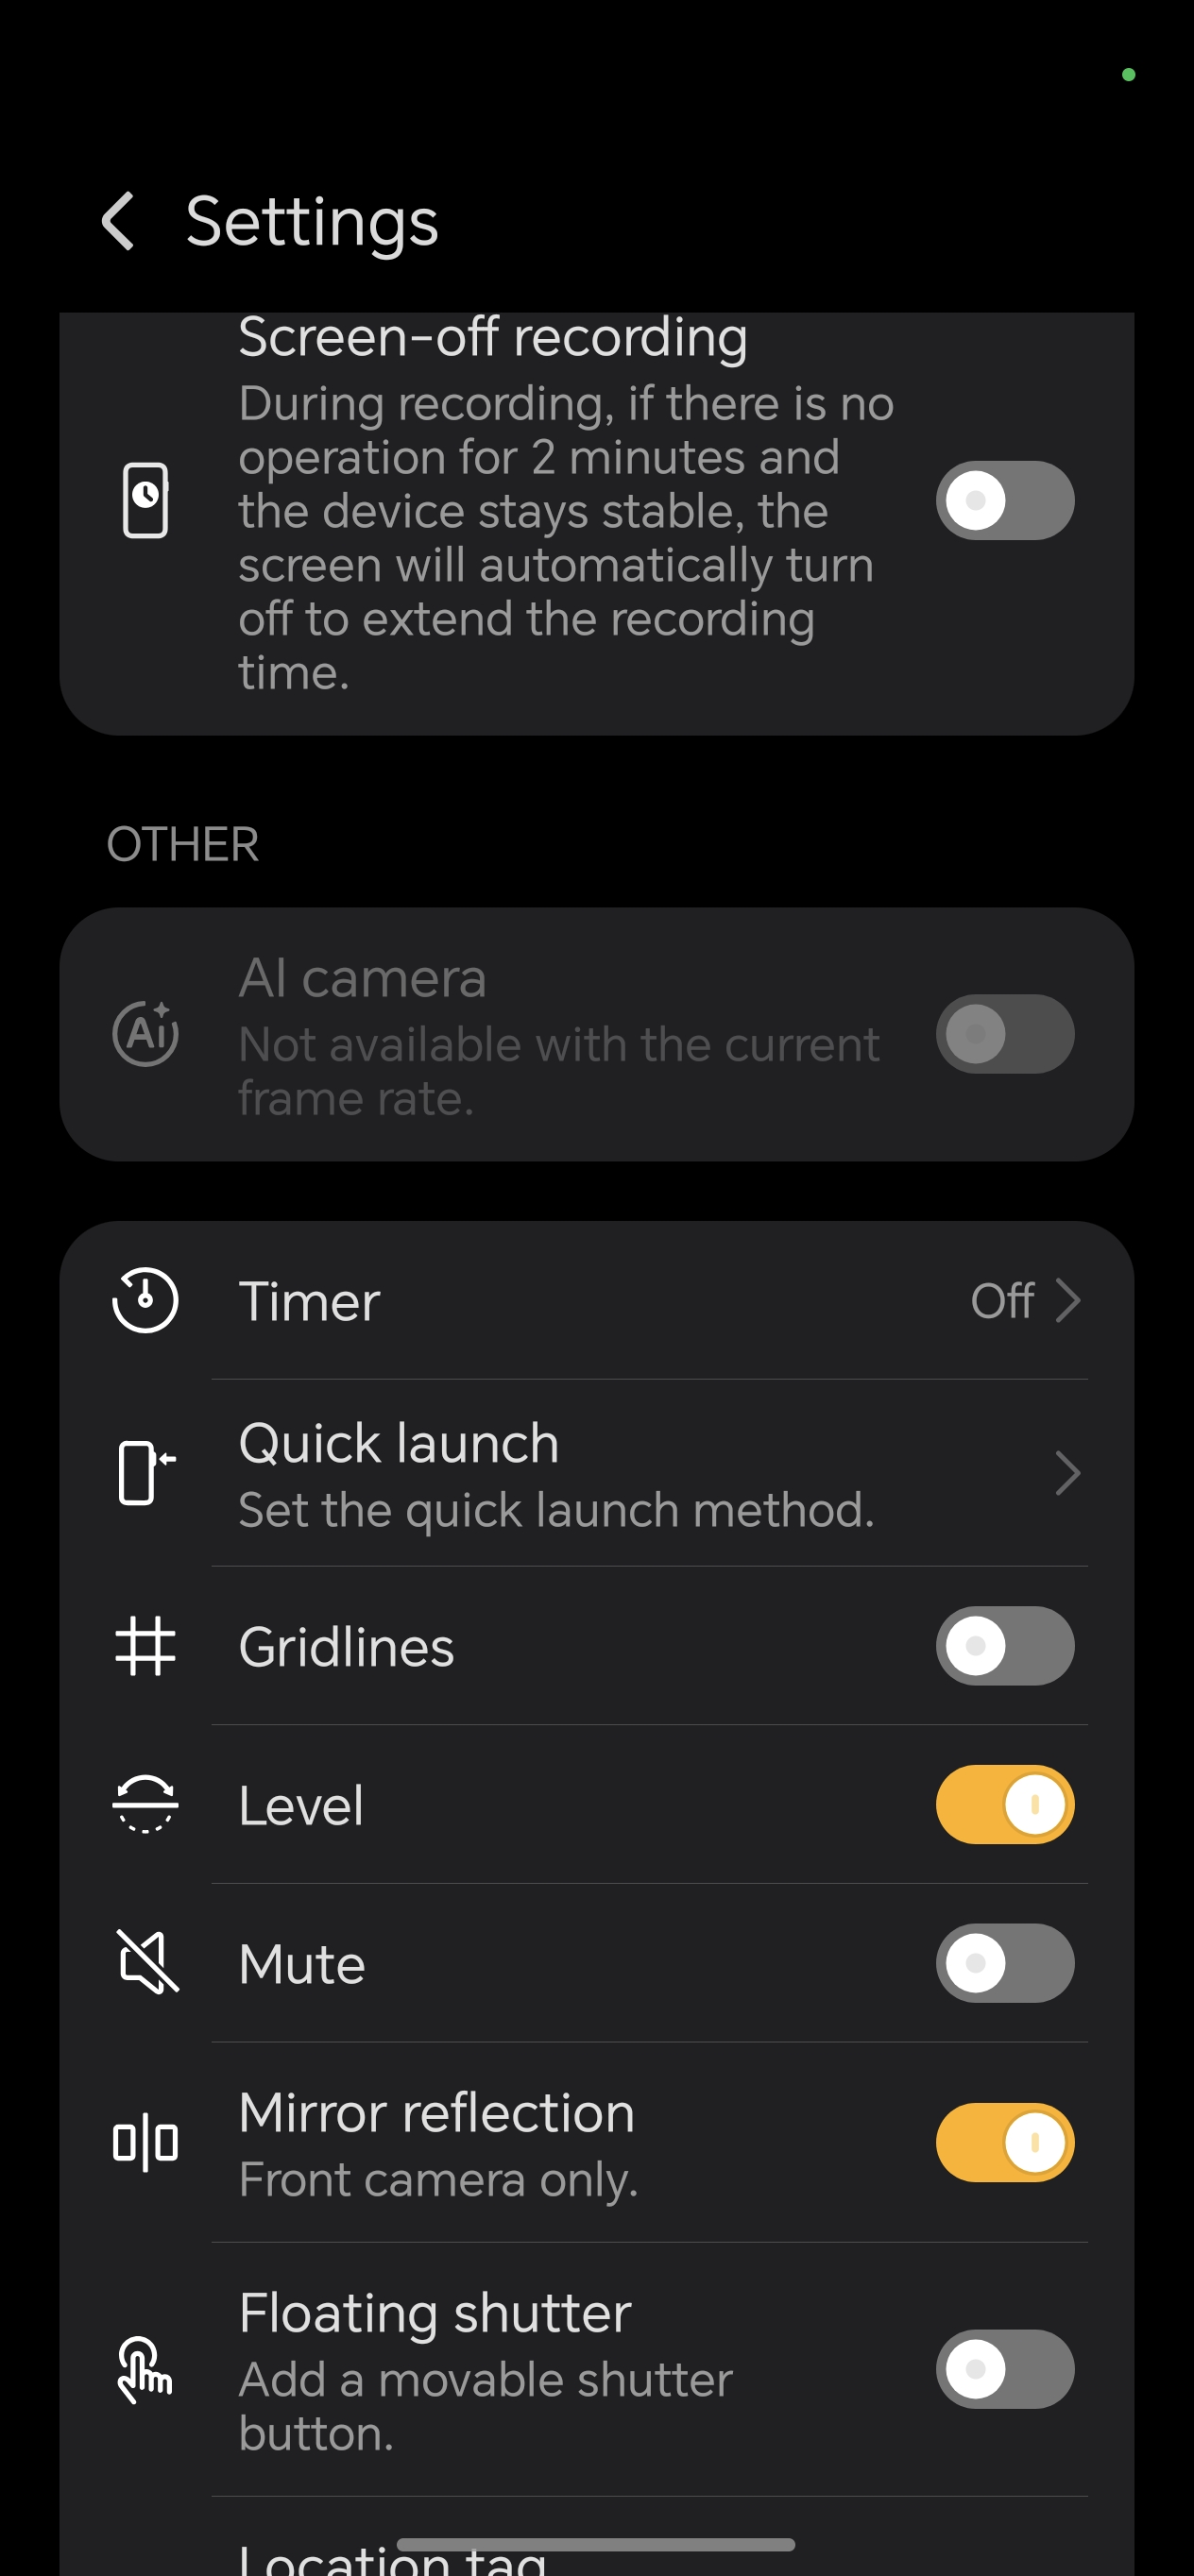 Settings
Screen-off recording
During recording, if there is no
operation for 2 minutes and
the device stays stable, the
screen will automatically turn
off to extend the recording
time.
OTHER
Ai
AI camera
Not available with the current
frame rate.
Timer
Off
Quick launch
Set the quick launch method.
Gridlines
Level
Mute
Mirror reflection
Front camera only.
Floating shutter
Add a movable shutter
button.
Location tag